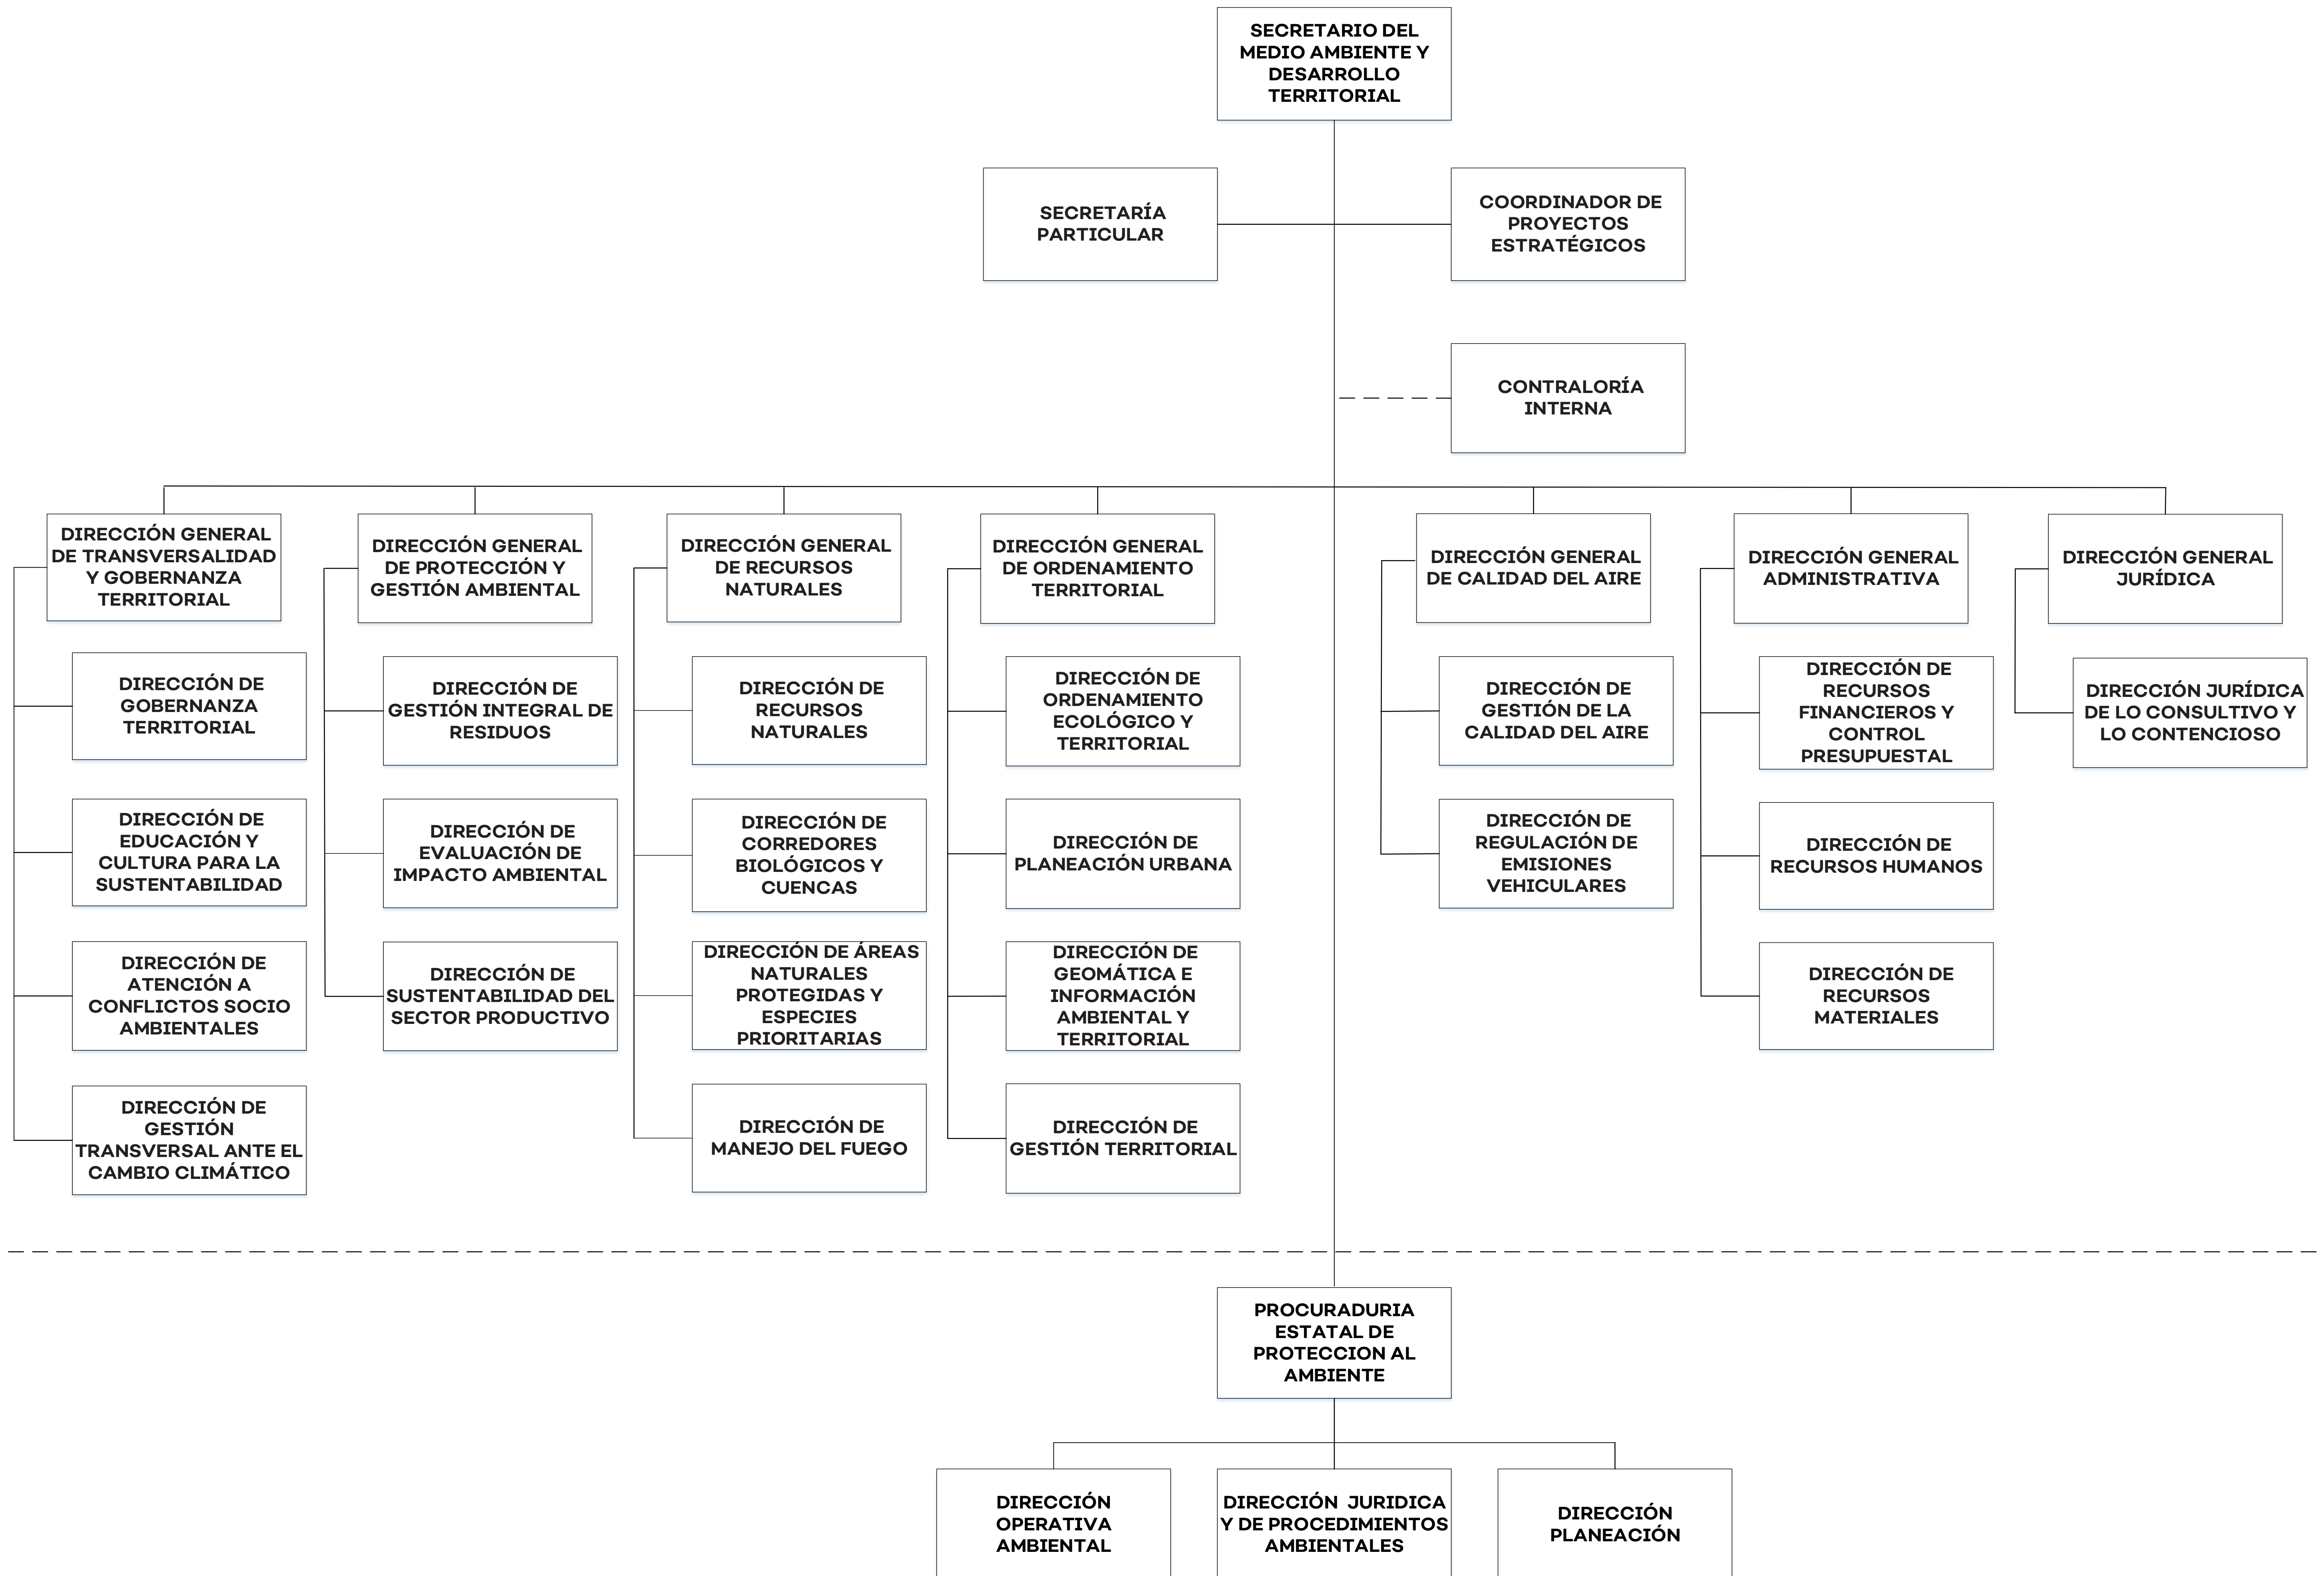 SECRETARIO DEL
MEDIO AMBIENTE Y
DESARROLLO
TERRITORIAL
SECRETARÍA
PARTICULAR
COORDINADOR DE
PROYECTOS
ESTRATÉGICOS
CONTRALORÍA
INTERNA
DIRECCIÓN GENERAL
DE TRANSVERSALIDAD
Y GOBERNANZA
TERRITORIAL
DIRECCIÓN GENERAL
DE PROTECCIÓN Y
GESTIÓN AMBIENTAL
DIRECCIÓN GENERAL
DE RECURSOS
NATURALES
DIRECCIÓN GENERAL
DE ORDENAMIENTO
TERRITORIAL
DIRECCIÓN GENERAL
DE CALIDAD DEL AIRE
DIRECCIÓN GENERAL
ADMINISTRATIVA
DIRECCIÓN GENERAL
JURÍDICA
DIRECCIÓN DE
GOBERNANZA
TERRITORIAL
DIRECCIÓN DE
GESTIÓN INTEGRAL DE
RESIDUOS
DIRECCIÓN DE
RECURSOS
NATURALES
DIRECCIÓN DE
ORDENAMIENTO
ECOLÓGICO Y
TERRITORIAL
DIRECCIÓN DE
GESTIÓN DE LA
CALIDAD DEL AIRE
DIRECCIÓN DE
RECURSOS
FINANCIEROS Y
CONTROL
PRESUPUESTAL
DIRECCIÓN JURÍDICA
DE LO CONSULTIVO Y
LO CONTENCIOSO
DIRECCIÓN DE
EDUCACIÓN Y
CULTURA PARA LA
SUSTENTABILIDAD
DIRECCIÓN DE
EVALUACIÓN DE
IMPACTO AMBIENTAL
DIRECCIÓN DE
CORREDORES
BIOLÓGICOS Y
CUENCAS
DIRECCIÓN DE
PLANEACIÓN URBANA
DIRECCIÓN DE
REGULACIÓN DE
EMISIONES
VEHICULARES
DIRECCIÓN DE
RECURSOS HUMANOS
DIRECCIÓN DE
ATENCIÓN A
CONFLICTOS SOCIO
AMBIENTALES
DIRECCIÓN DE
SUSTENTABILIDAD DEL
SECTOR PRODUCTIVO
DIRECCIÓN DE ÁREAS
NATURALES
PROTEGIDAS Y
ESPECIES
PRIORITARIAS
DIRECCIÓN DE
GEOMÁTICA E
INFORMACIÓN
AMBIENTAL Y
TERRITORIAL
DIRECCIÓN DE
RECURSOS
MATERIALES
DIRECCIÓN DE
GESTIÓN
TRANSVERSAL ANTE EL
CAMBIO CLIMÁTICO
DIRECCIÓN DE
MANEJO DEL FUEGO
DIRECCIÓN DE
GESTIÓN TERRITORIAL
PROCURADURIA
ESTATAL DE
PROTECCION AL
AMBIENTE
DIRECCIÓN
OPERATIVA
AMBIENTAL
DIRECCIÓN JURIDICA
Y DE PROCEDIMIENTOS
AMBIENTALES
DIRECCIÓN
PLANEACIÓN